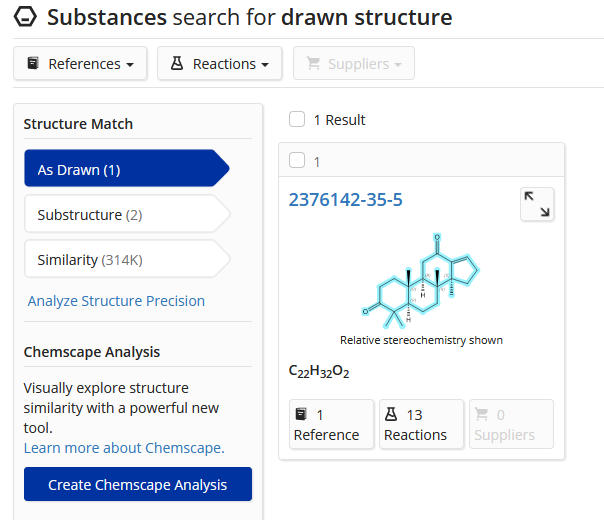 Substances search for drawn structure
References
Reactions
Suppliers
Structure Match
As Drawn (1)
Substructure (2)
Similarity (314K)
Analyze Structure Precision
Chemscape Analysis
Visually explore structure
similarity with a powerful new
tool.
Learn more about Chemscape.
Create Chemscape Analysis
1 Result
1
2376142-35-5
O
O
H
H
Relative stereochemistry shown
C₂₂H₃₂O₂
1
Reference
13
Reactions
0
Suppliers